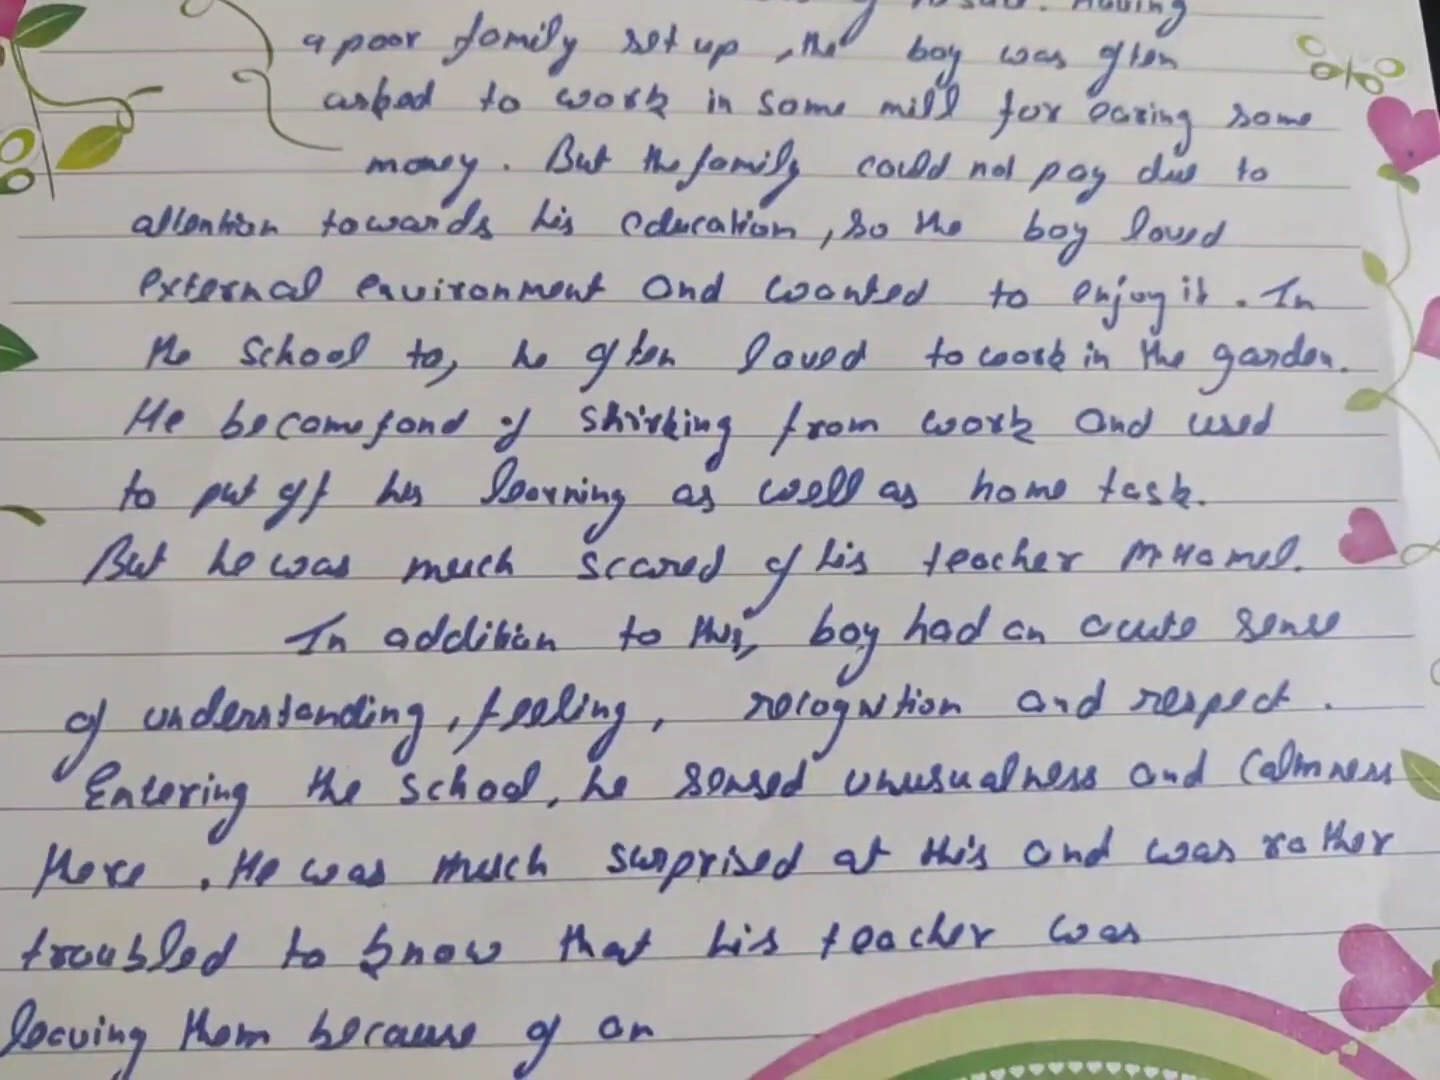 Having
a poor family set up, the boy was often
asked to work in some mill for earing some
money. But the family could not pay due to
attention towards his education, so the boy loved
external environment and wanted to enjoy it. In
the school to, he often loved to work in the garden.
He become fond of shirking from work and used
to put off his learning as well as home task.
But he was much scared of his teacher Mr Hamel.
In addition to this, boy had an acute sense
of understanding, feeling, recognition and respect.
Entering the school, he sensed unusualness and calmness
there. He was much surprised at this and was rather
troubled to know that his teacher was
leaving them because of an